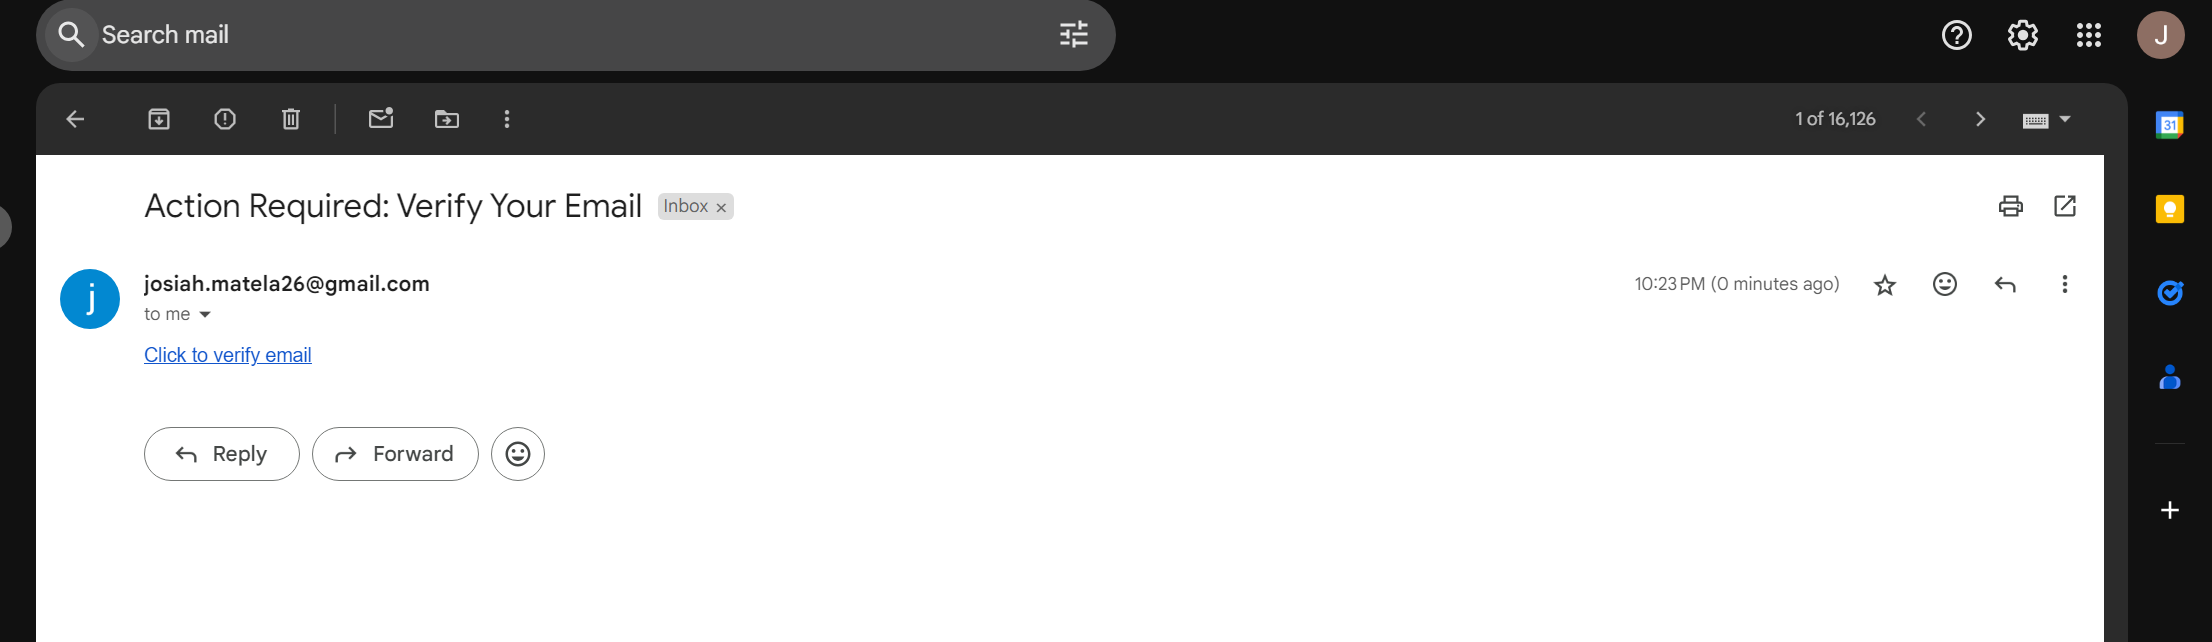 Search mail
J
1 of 16,126
31
Action Required: Verify Your Email Inbox ×
j
josiah.matela26@gmail.com
10:23 PM (0 minutes ago)
to me
Click to verify email
Reply
Forward